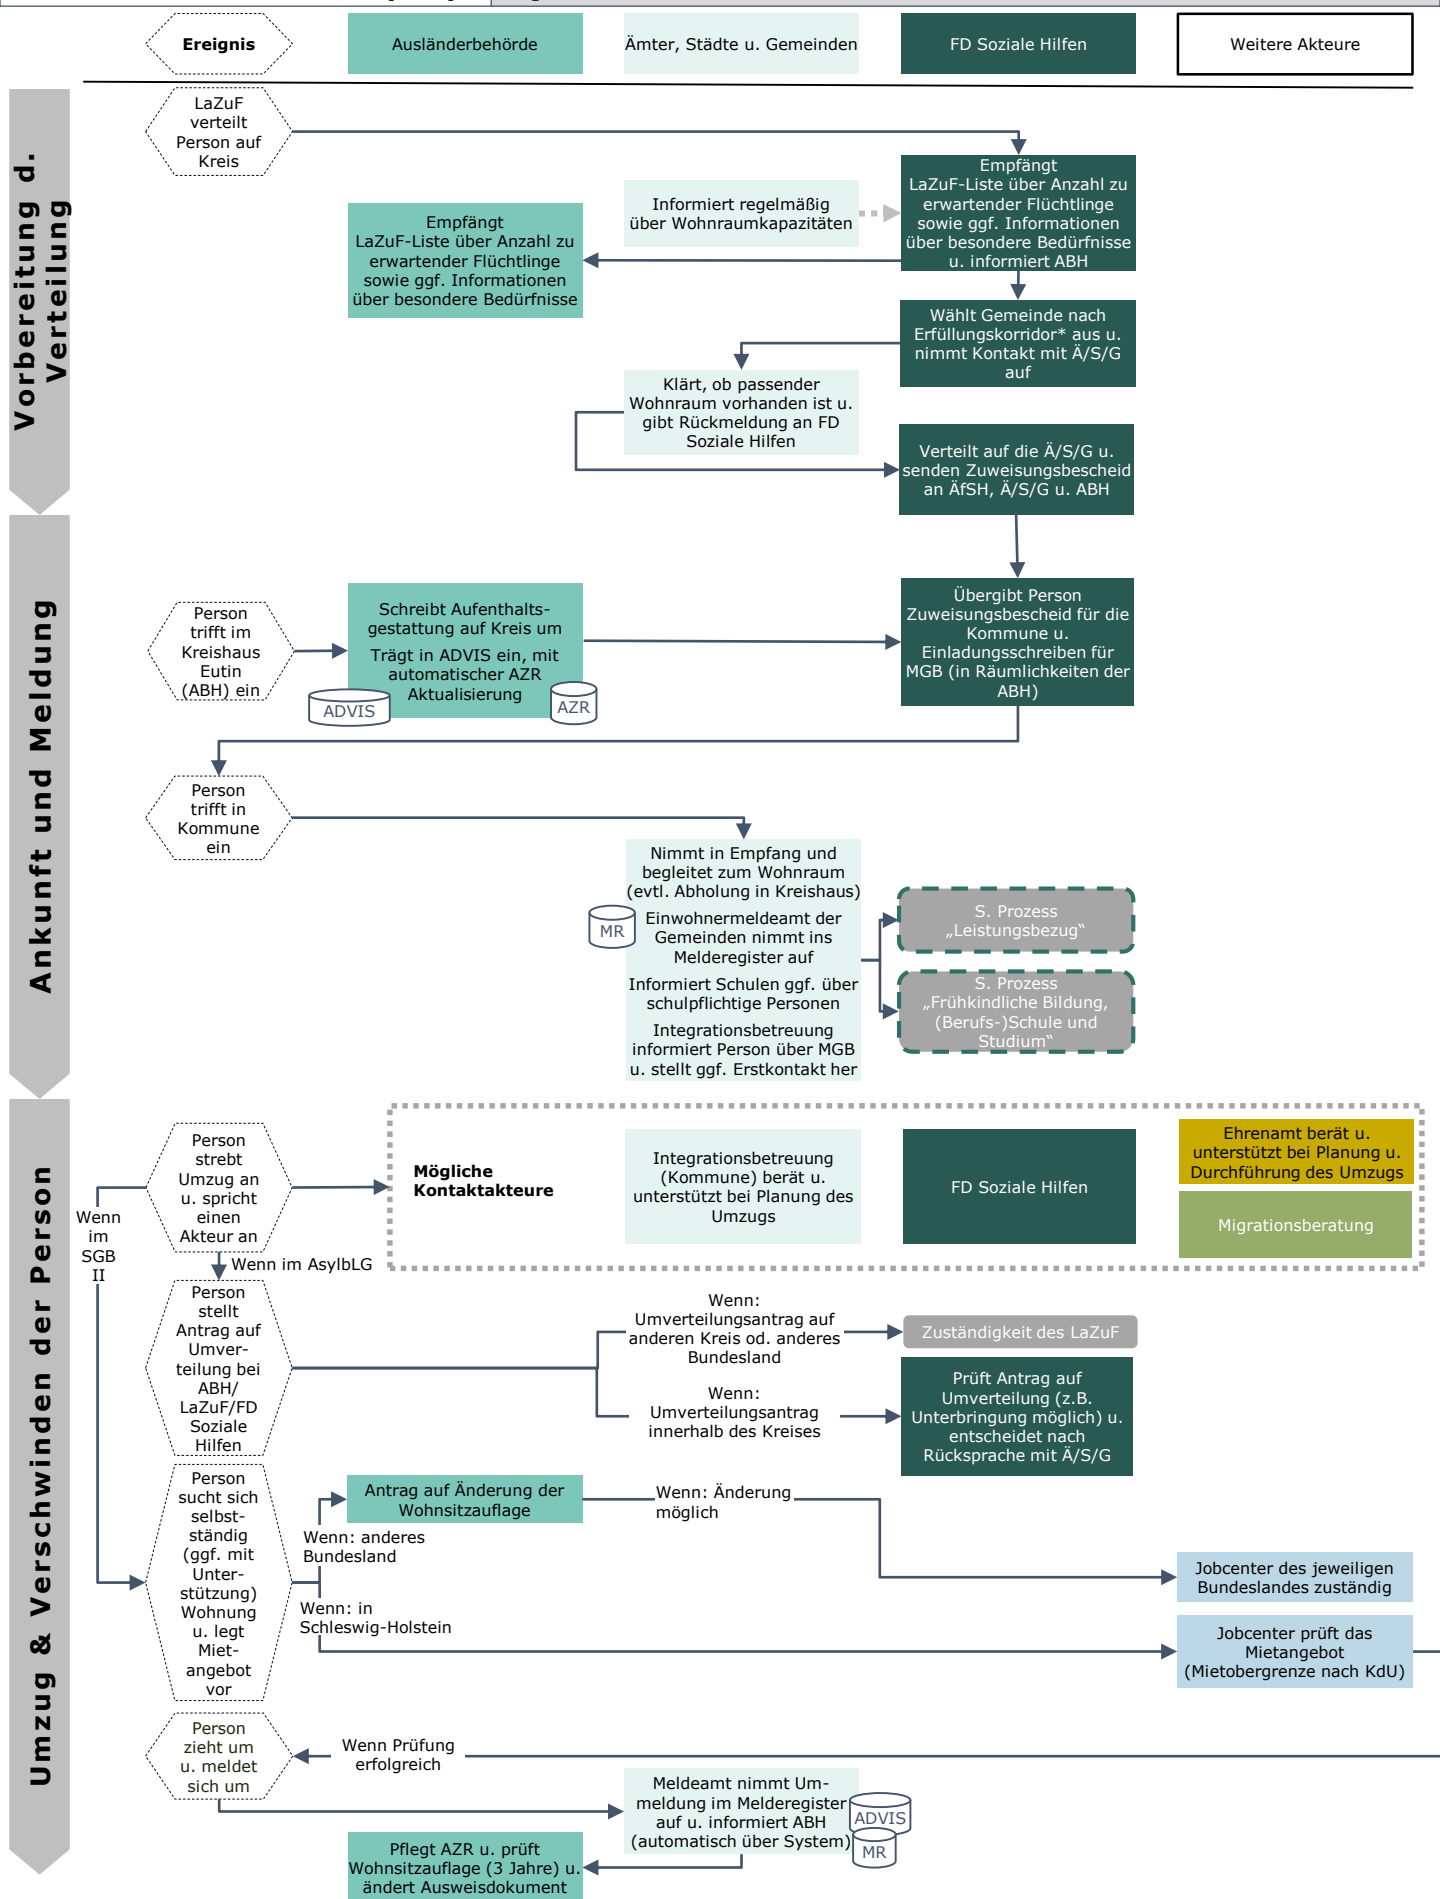 Ereignis
Ausländerbehörde
Ämter, Städte u. Gemeinden
FD Soziale Hilfen
Weitere Akteure
Vorbereitung d.
Verteilung
LaZuF
verteilt
Person auf
Kreis
Empfängt
LaZuF-Liste über Anzahl zu
erwartender Flüchtlinge
sowie ggf. Informationen
über besondere Bedürfnisse
u. informiert ABH
Informiert regelmäßig
über Wohnraumkapazitäten
Empfängt
LaZuF-Liste über Anzahl zu
erwartender Flüchtlinge
sowie ggf. Informationen
über besondere Bedürfnisse
Wählt Gemeinde nach
Erfüllungskorridor* aus u.
nimmt Kontakt mit Ä/S/G
auf
Klärt, ob passender
Wohnraum vorhanden ist u.
gibt Rückmeldung an FD
Soziale Hilfen
Verteilt auf die Ä/S/G u.
senden Zuweisungsbescheid
an ÄfSH, Ä/S/G u. ABH
Ankunft und Meldung
Person
trifft im
Kreishaus
Eutin
(ABH) ein
Schreibt Aufenthalts-
gestattung auf Kreis um
Trägt in ADVIS ein, mit
automatischer AZR
Aktualisierung
ADVIS
AZR
Übergibt Person
Zuweisungsbescheid für die
Kommune u.
Einladungsschreiben für
MGB (in Räumlichkeiten der
ABH)
Person
trifft in
Kommune
ein
Nimmt in Empfang und
begleitet zum Wohnraum
(evtl. Abholung in Kreishaus)
Einwohnermeldeamt der
Gemeinden nimmt ins
Melderegister auf
Informiert Schulen ggf. über
schulpflichtige Personen
Integrationsbetreuung
informiert Person über MGB
u. stellt ggf. Erstkontakt her
MR
S. Prozess
„Leistungsbezug“
S. Prozess
„Frühkindliche Bildung,
(Berufs-)Schule und
Studium“
Umzug & Verschwinden der Person
Person
strebt
Umzug an
u. spricht
einen
Akteur an
Mögliche
Kontaktakteure
Integrationsbetreuung
(Kommune) berät u.
unterstützt bei Planung des
Umzugs
FD Soziale Hilfen
Ehrenamt berät u.
unterstützt bei Planung u.
Durchführung des Umzugs
Migrationsberatung
Wenn
im
SGB
II
Wenn im AsylbLG
Person
stellt
Antrag auf
Umver-
teilung bei
ABH/
LaZuF/FD
Soziale
Hilfen
Wenn:
Umverteilungsantrag auf
anderen Kreis od. anderes
Bundesland
Zuständigkeit des LaZuF
Wenn:
Umverteilungsantrag
innerhalb des Kreises
Prüft Antrag auf
Umverteilung (z.B.
Unterbringung möglich) u.
entscheidet nach
Rücksprache mit Ä/S/G
Person
sucht sich
selbst-
ständig
(ggf. mit
Unter-
stützung)
Wohnung
u. legt
Miet-
angebot
vor
Antrag auf Änderung der
Wohnsitzauflage
Wenn: Änderung
möglich
Wenn: anderes
Bundesland
Jobcenter des jeweiligen
Bundeslandes zuständig
Wenn: in
Schleswig-Holstein
Jobcenter prüft das
Mietangebot
(Mietobergrenze nach KdU)
Person
zieht um
u. meldet
sich um
Wenn Prüfung
erfolgreich
Meldeamt nimmt Um-
meldung im Melderegister
auf u. informiert ABH
(automatisch über System)
ADVIS
MR
Pflegt AZR u. prüft
Wohnsitzauflage (3 Jahre) u.
ändert Ausweisdokument